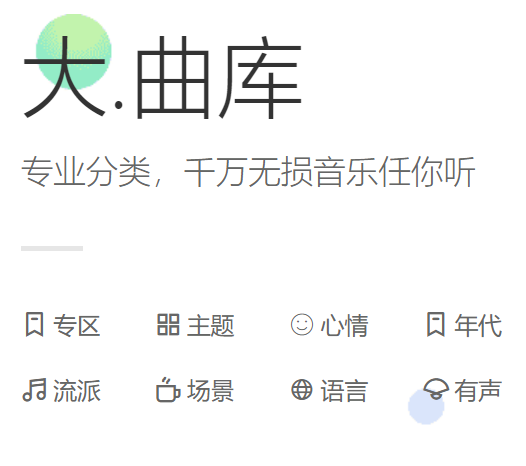 大.曲库
专业分类，千万无损音乐任你听
专区 主题 心情 年代
流派 场景 语言 有声